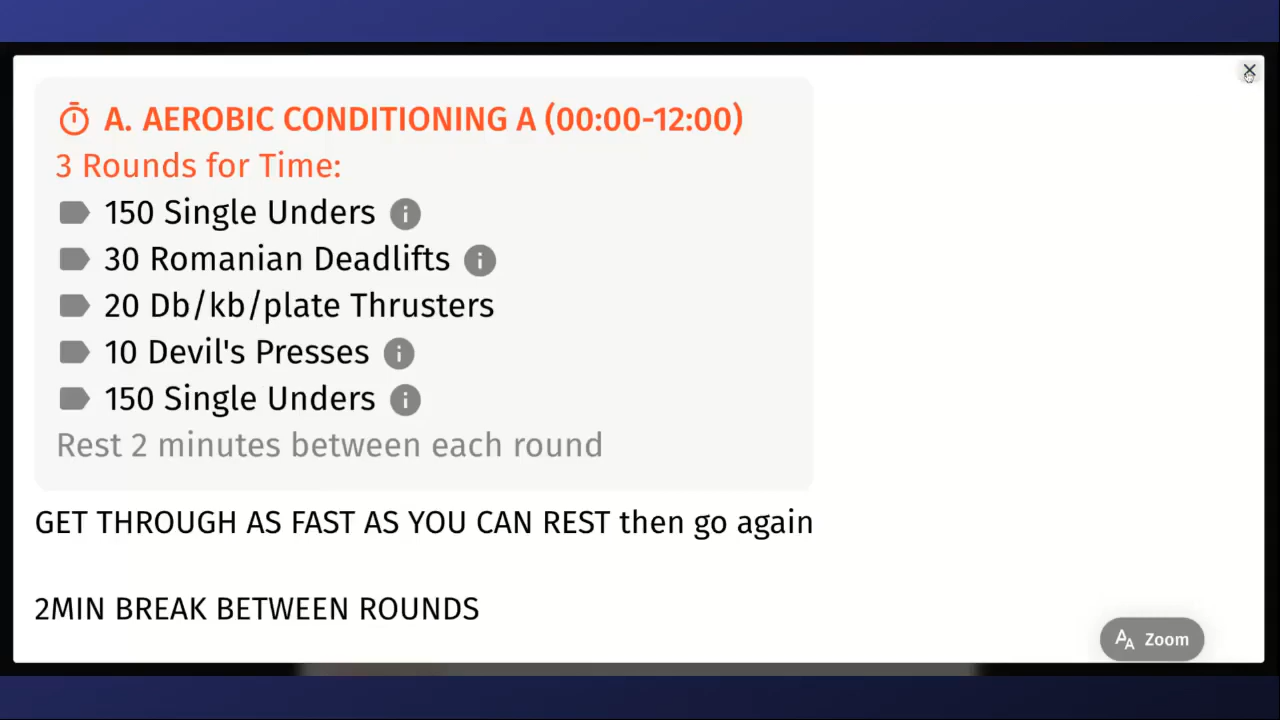 A. AEROBIC CONDITIONING A (00:00-12:00)
3 Rounds for Time:
150 Single Unders
30 Romanian Deadlifts
20 Db/kb/plate Thrusters
10 Devil's Presses
150 Single Unders
Rest 2 minutes between each round
GET THROUGH AS FAST AS YOU CAN REST then go again
2MIN BREAK BETWEEN ROUNDS
Zoom